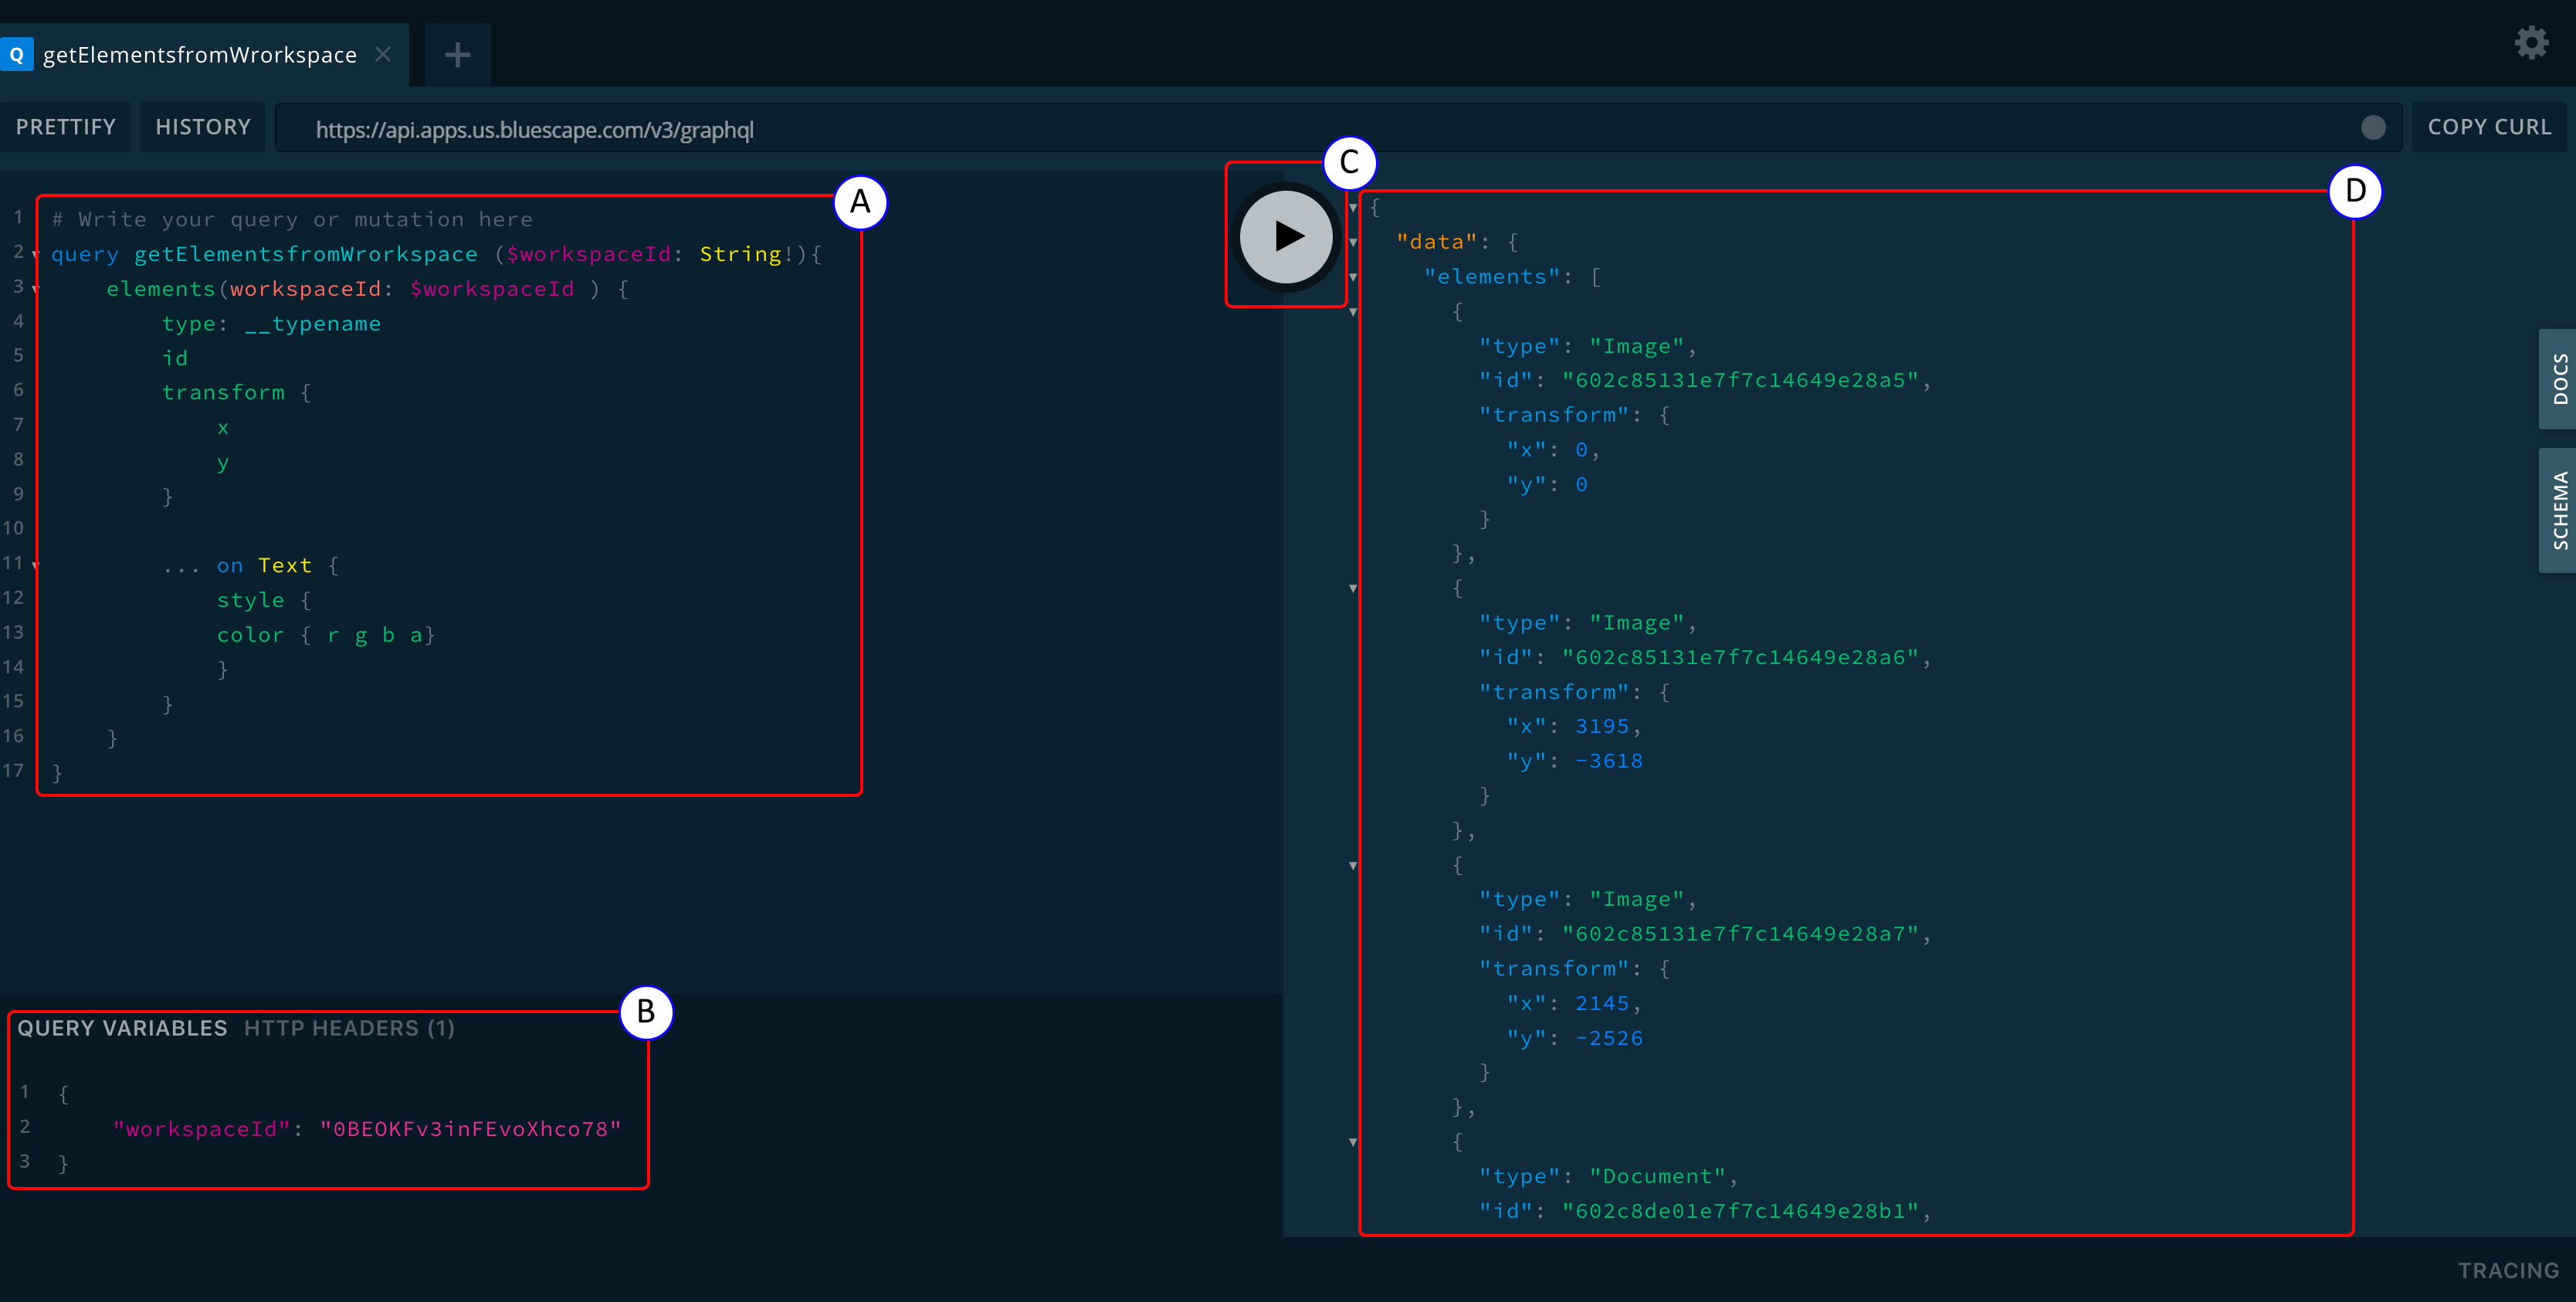 Q getElementsfromWrorkspace × +
PRETTIFY HISTORY https://api.apps.us.bluescape.com/v3/graphql COPY CURL
A
1 # Write your query or mutation here
2 query getElementsfromWrorkspace ($workspaceId: String!){
3 elements(workspaceId: $workspaceId ) {
4 type: __typename
5 id
6 transform {
7 x
8 y
9 }
10
11 ... on Text {
12 style {
13 color { r g b a}
14 }
15 }
16 }
17 }
B
QUERY VARIABLES HTTP HEADERS (1)
1 {
2 "workspaceId": "0BEOKFv3inFEvoXhco78"
3 }
C
D
{
"data": {
"elements": [
{
"type": "Image",
"id": "602c85131e7f7c14649e28a5",
"transform": {
"x": 0,
"y": 0
}
},
{
"type": "Image",
"id": "602c85131e7f7c14649e28a6",
"transform": {
"x": 3195,
"y": -3618
}
},
{
"type": "Image",
"id": "602c85131e7f7c14649e28a7",
"transform": {
"x": 2145,
"y": -2526
}
},
{
"type": "Document",
"id": "602c8de01e7f7c14649e28b1",
DOCS
SCHEMA
TRACING